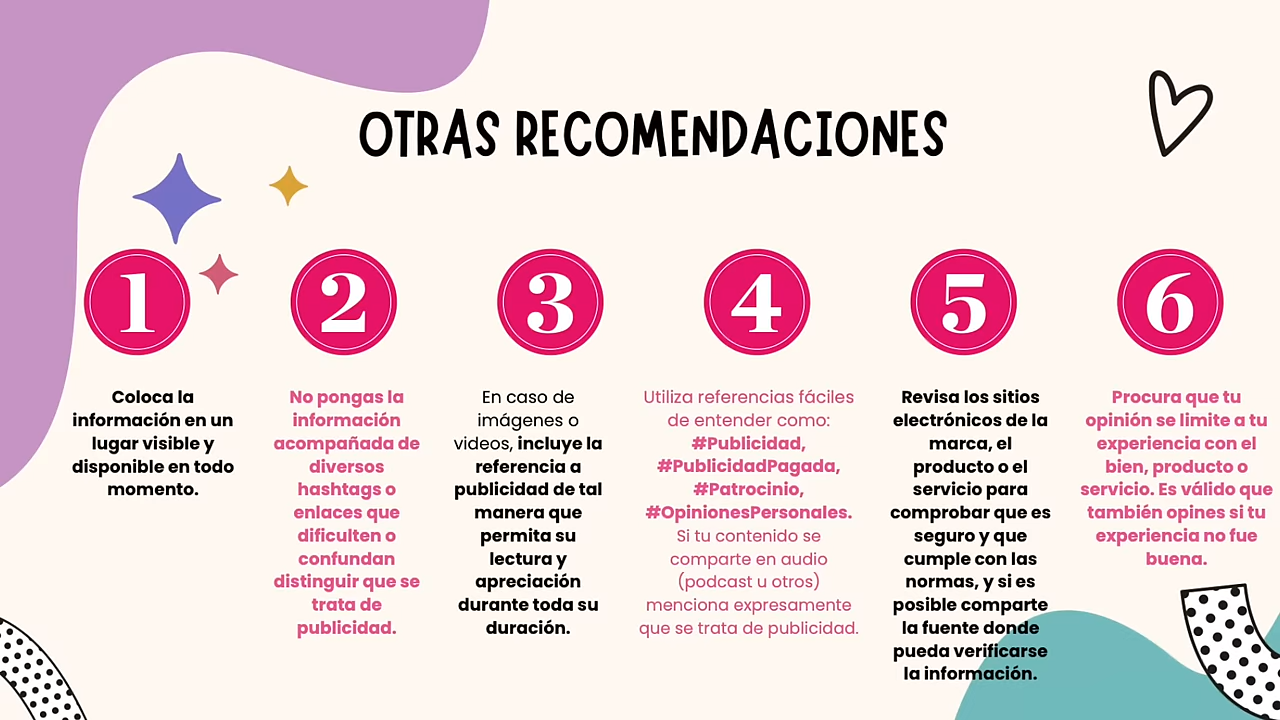 OTRAS RECOMENDACIONES
1
Coloca la
información en un
lugar visible y
disponible en todo
momento.
2
No pongas la
información
acompañada de
diversos
hashtags o
enlaces que
dificulten o
confundan
distinguir que se
trata de
publicidad.
3
En caso de
imágenes o
videos, incluye la
referencia a
publicidad de tal
manera que
permita su
lectura y
apreciación
durante toda su
duración.
4
Utiliza referencias fáciles
de entender como:
#Publicidad,
#PublicidadPagada,
#Patrocinio,
#OpinionesPersonales.
Si tu contenido se
comparte en audio
(podcast u otros)
menciona expresamente
que se trata de publicidad.
5
Revisa los sitios
electrónicos de la
marca, el
producto o el
servicio para
comprobar que es
seguro y que
cumple con las
normas, y si es
posible comparte
la fuente donde
pueda verificarse
la información.
6
Procura que tu
opinión se limite a tu
experiencia con el
bien, producto o
servicio. Es válido que
también opines si tu
experiencia no fue
buena.